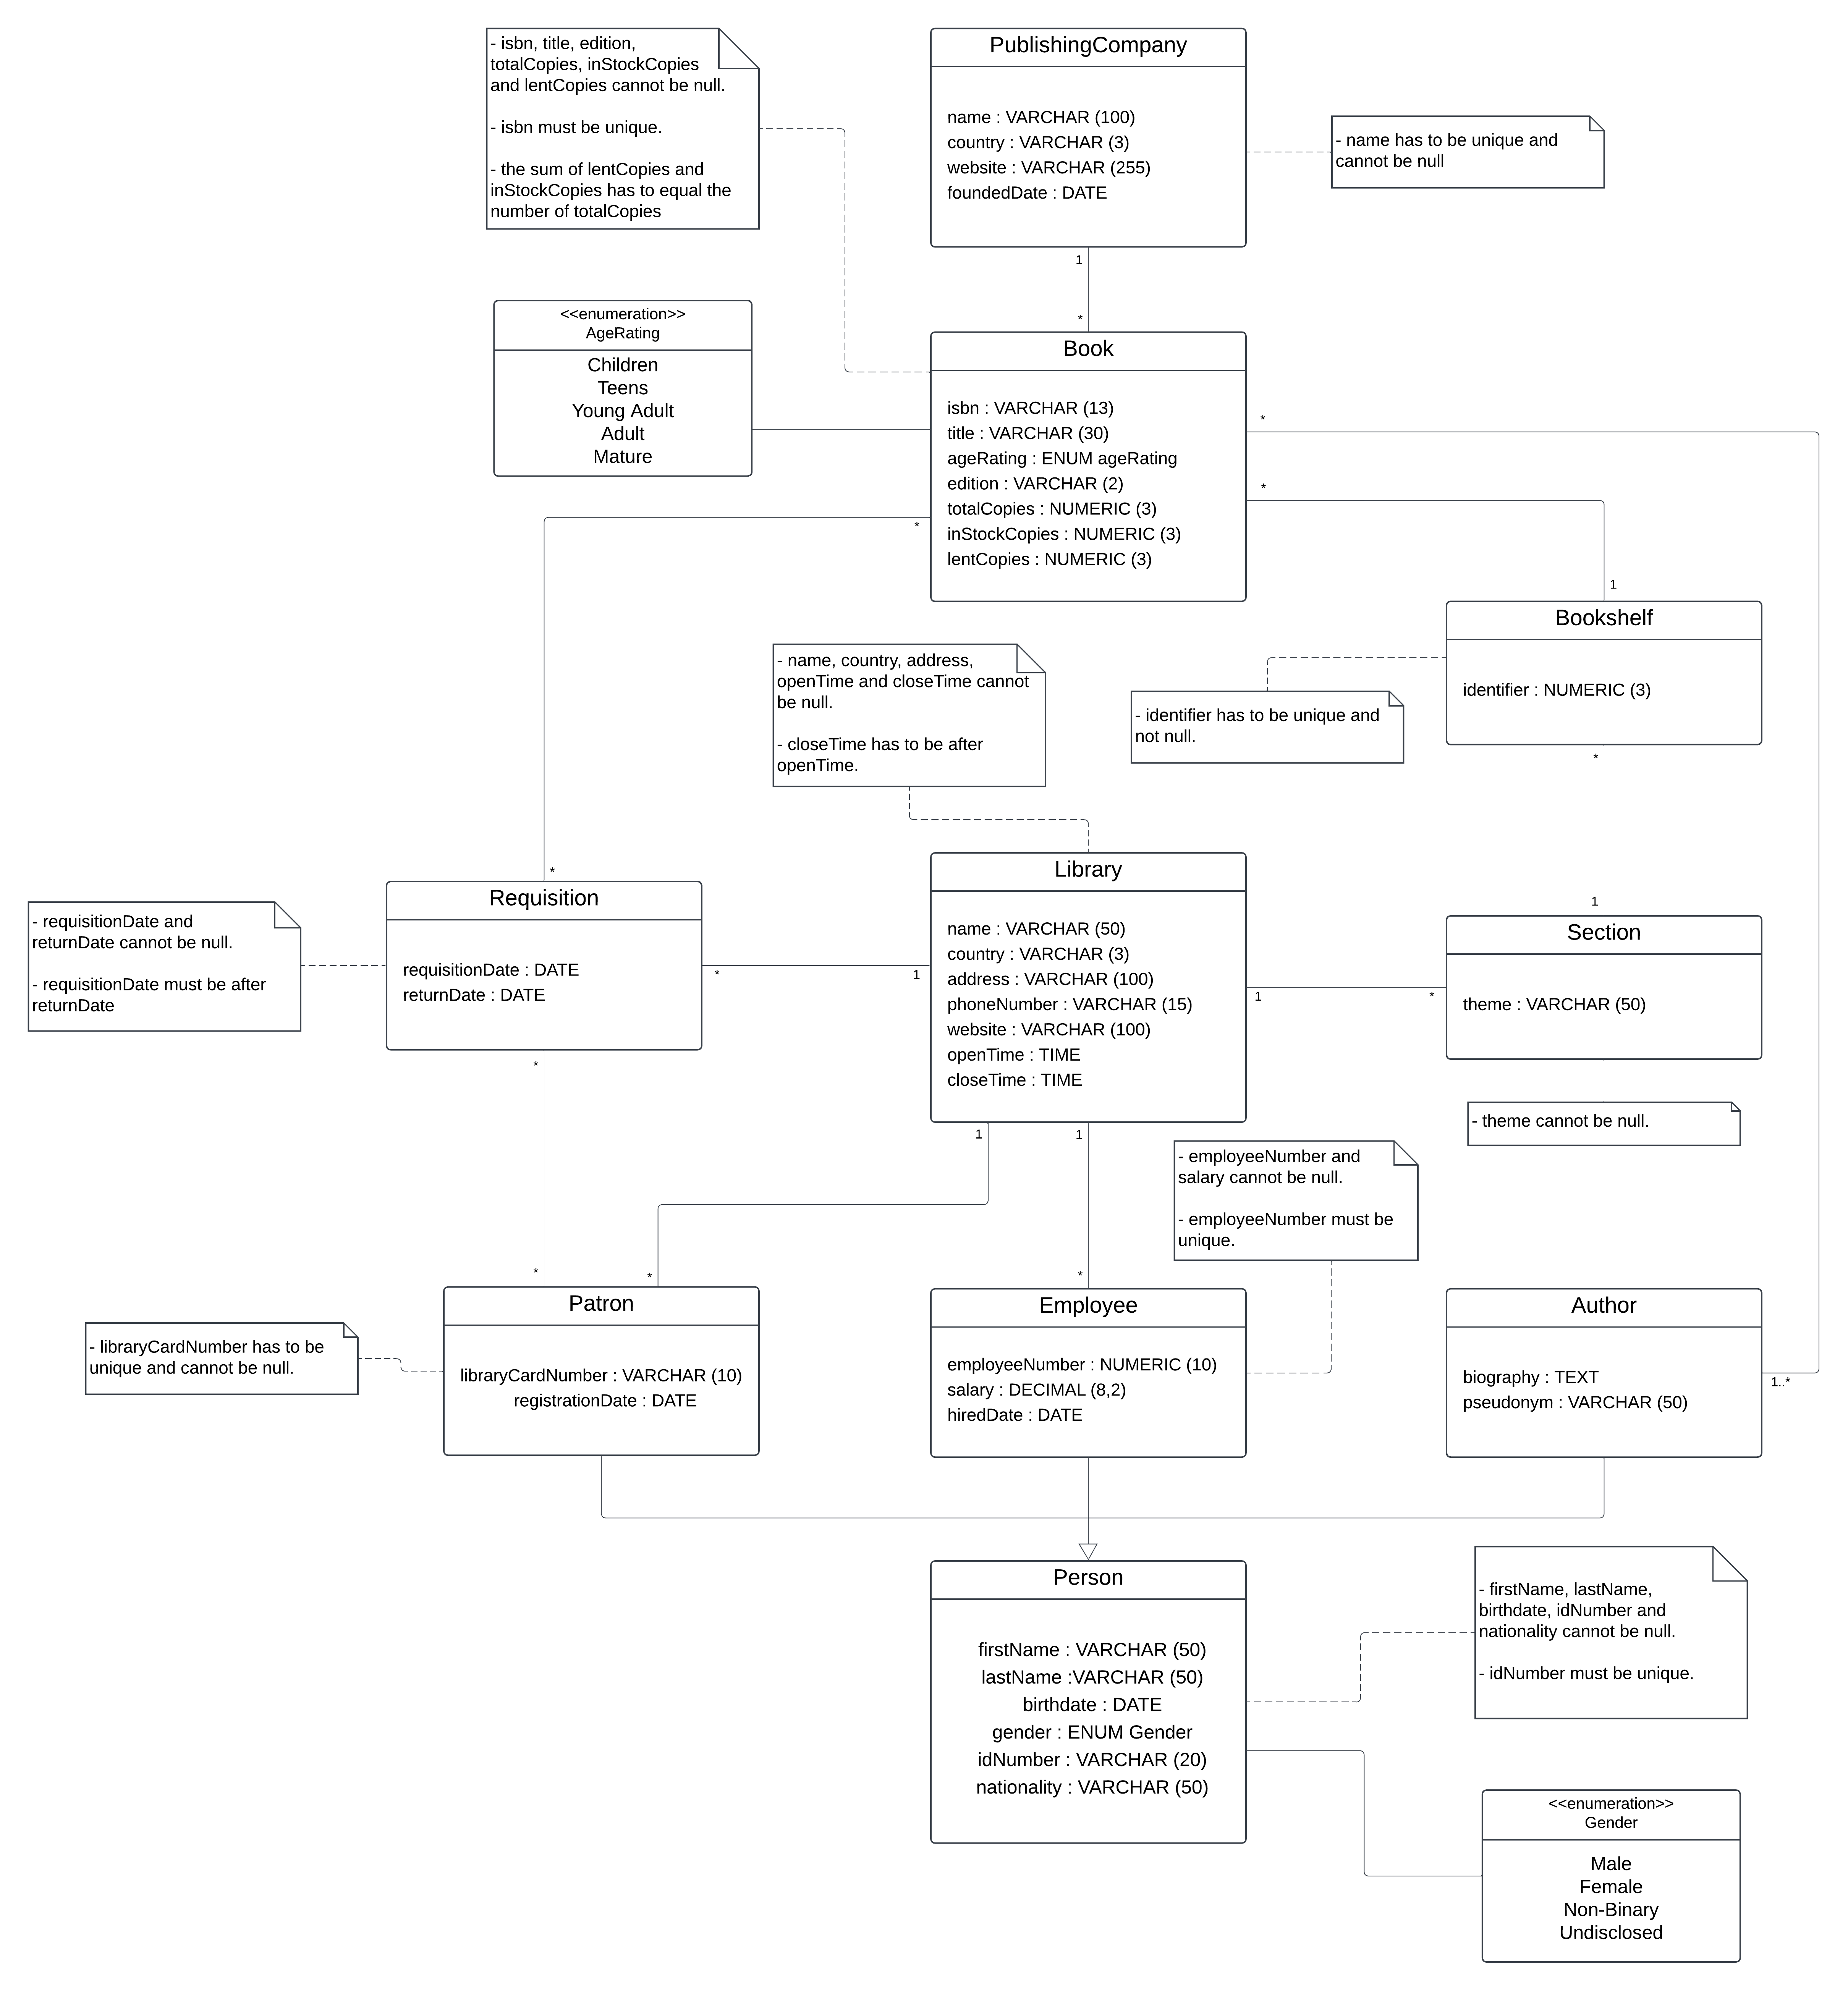 - isbn, title, edition,
totalCopies, inStockCopies
and lentCopies cannot be null.
- isbn must be unique.
- the sum of lentCopies and
inStockCopies has to equal the
number of totalCopies
PublishingCompany
name : VARCHAR (100)
country : VARCHAR (3)
website : VARCHAR (255)
foundedDate : DATE
- name has to be unique and
cannot be null
1
*
<<enumeration>>
AgeRating
Children
Teens
Young Adult
Adult
Mature
Book
isbn : VARCHAR (13)
title : VARCHAR (30)
ageRating : ENUM ageRating
edition : VARCHAR (2)
totalCopies : NUMERIC (3)
inStockCopies : NUMERIC (3)
lentCopies : NUMERIC (3)
*
*
*
1
Bookshelf
identifier : NUMERIC (3)
- identifier has to be unique and
not null.
*
1
- name, country, address,
openTime and closeTime cannot
be null.
- closeTime has to be after
openTime.
*
Requisition
requisitionDate : DATE
returnDate : DATE
- requisitionDate and
returnDate cannot be null.
- requisitionDate must be after
returnDate
*
1
Library
name : VARCHAR (50)
country : VARCHAR (3)
address : VARCHAR (100)
phoneNumber : VARCHAR (15)
website : VARCHAR (100)
openTime : TIME
closeTime : TIME
1
*
Section
theme : VARCHAR (50)
- theme cannot be null.
*
1
1
- employeeNumber and
salary cannot be null.
- employeeNumber must be
unique.
*
*
*
Patron
libraryCardNumber : VARCHAR (10)
registrationDate : DATE
- libraryCardNumber has to be
unique and cannot be null.
Employee
employeeNumber : NUMERIC (10)
salary : DECIMAL (8,2)
hiredDate : DATE
Author
biography : TEXT
pseudonym : VARCHAR (50)
1..*
Person
firstName : VARCHAR (50)
lastName :VARCHAR (50)
birthdate : DATE
gender : ENUM Gender
idNumber : VARCHAR (20)
nationality : VARCHAR (50)
- firstName, lastName,
birthdate, idNumber and
nationality cannot be null.
- idNumber must be unique.
<<enumeration>>
Gender
Male
Female
Non-Binary
Undisclosed